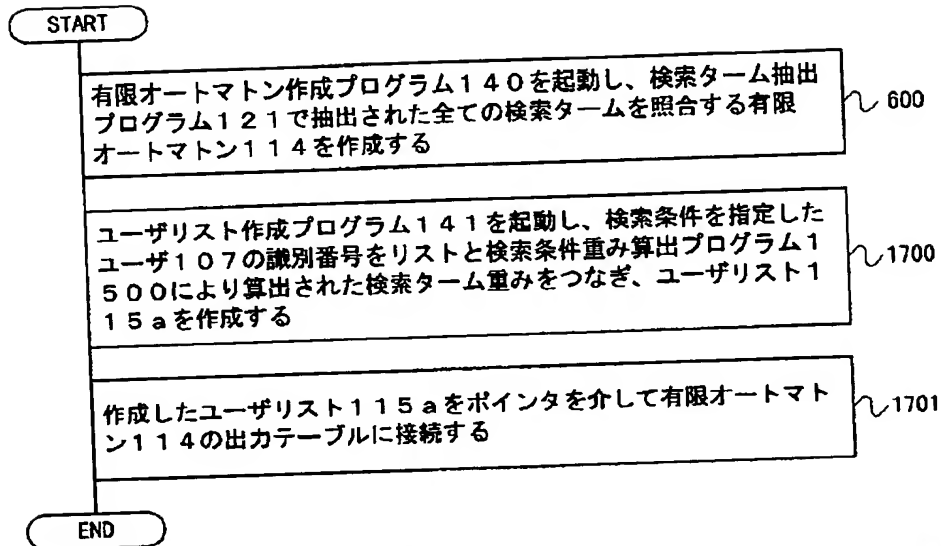 START
有限オートマトン作成プログラム１４０を起動し、検索ターム抽出
プログラム１２１で抽出された全ての検索タームを照合する有限
オートマトン１１４を作成する
600
ユーザリスト作成プログラム１４１を起動し、検索条件を指定した
ユーザ１０７の識別番号をリストと検索条件重み算出プログラム１
５００により算出された検索ターム重みをつなぎ、ユーザリスト１
１５ａを作成する
1700
作成したユーザリスト１１５ａをポインタを介して有限オートマト
ン１１４の出力テーブルに接続する
1701
END